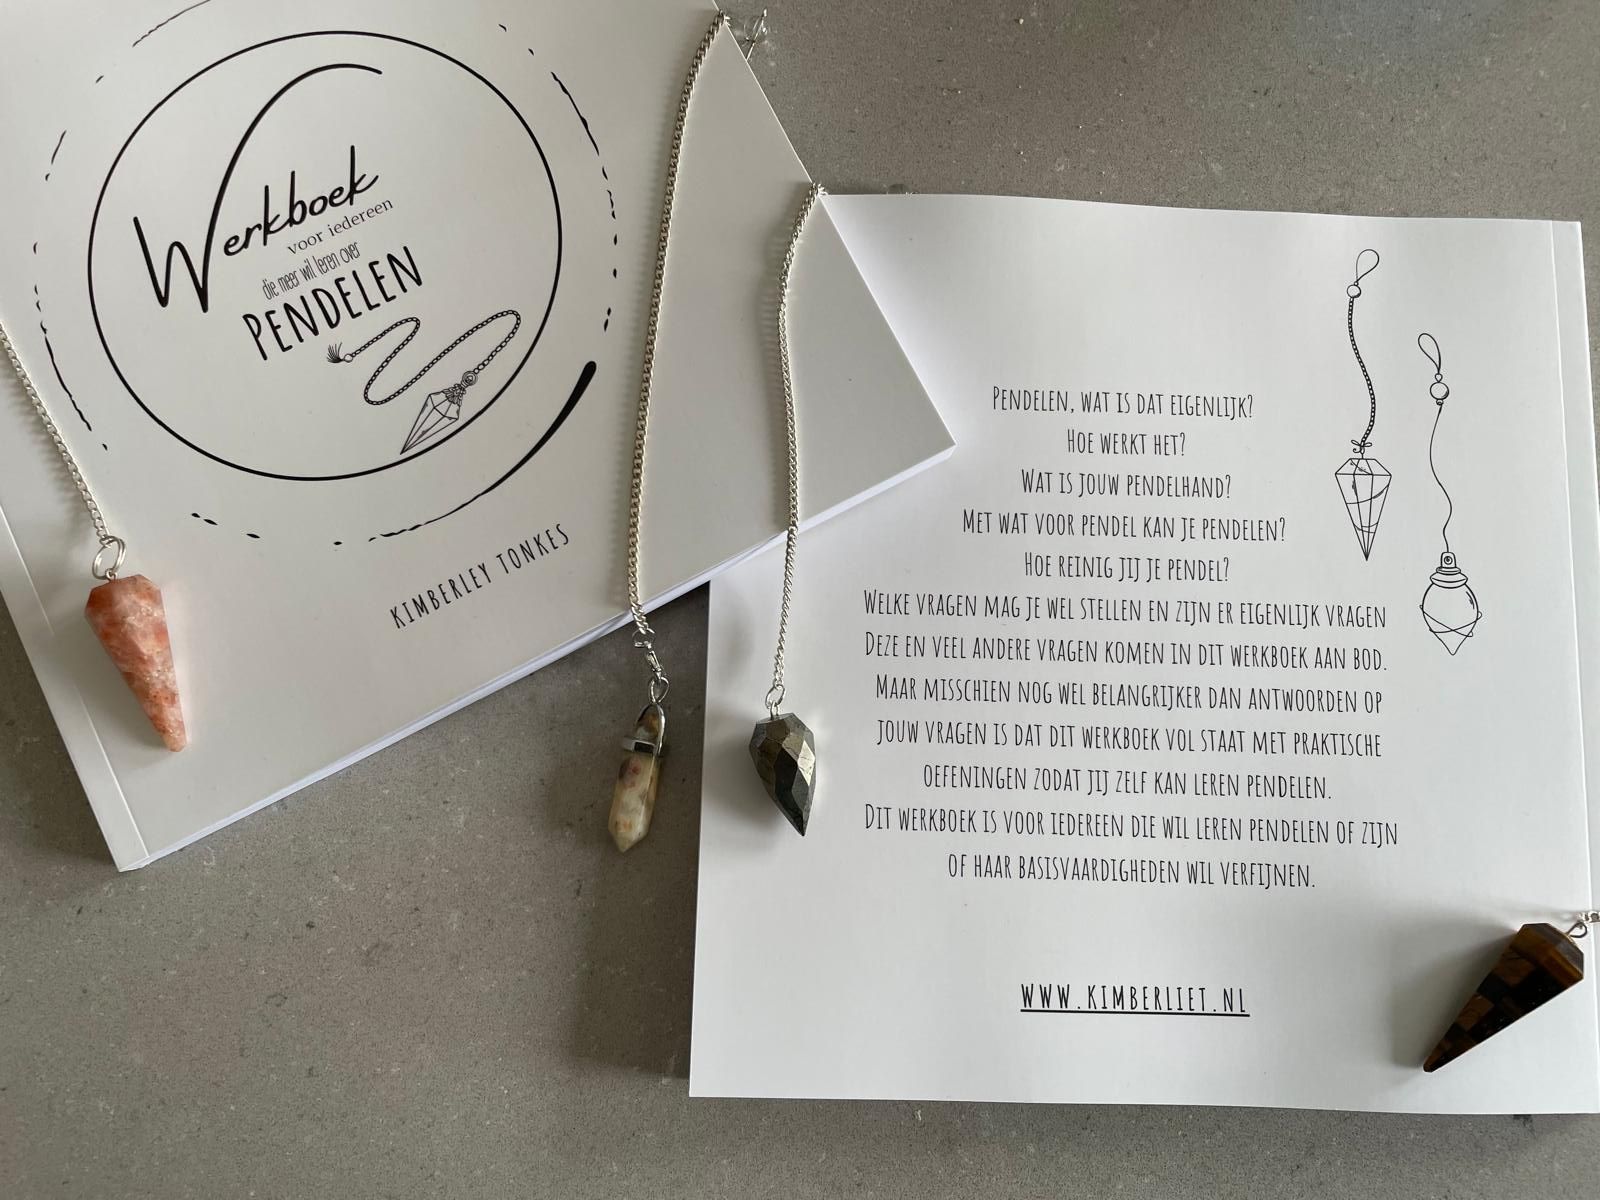 Werkboek
voor iedereen
die meer wil leren over
PENDELEN
KIMBERLEY TONKES
PENDELEN, WAT IS DAT EIGENLIJK?
HOE WERKT HET?
WAT IS JOUW PENDELHAND?
MET WAT VOOR PENDEL KAN JE PENDELEN?
HOE REINIG JIJ JE PENDEL?
WELKE VRAGEN MAG JE WEL STELLEN EN ZIJN ER EIGENLIJK VRAGEN
DEZE EN VEEL ANDERE VRAGEN KOMEN IN DIT WERKBOEK AAN BOD.
MAAR MISSCHIEN NOG WEL BELANGRIJKER DAN ANTWOORDEN OP
JOUW VRAGEN IS DAT DIT WERKBOEK VOL STAAT MET PRAKTISCHE
OEFENINGEN ZODAT JIJ ZELF KAN LEREN PENDELEN.
DIT WERKBOEK IS VOOR IEDEREEN DIE WIL LEREN PENDELEN OF ZIJN
OF HAAR BASISVAARDIGHEDEN WIL VERFIJNEN.
WWW.KIMBERLIET.NL